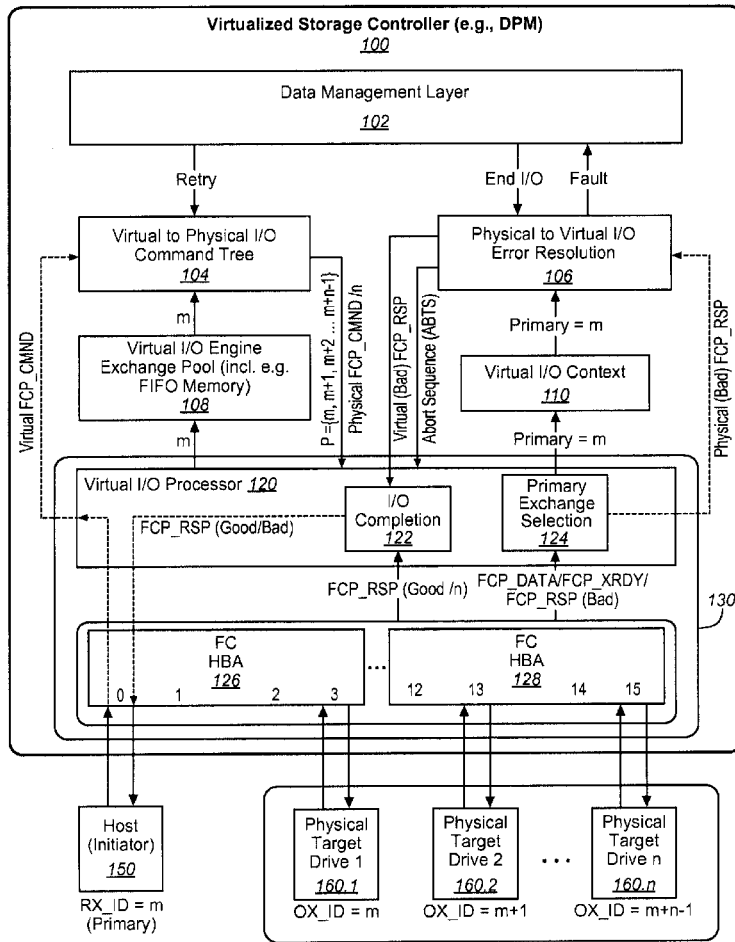 Virtualized Storage Controller (e.g., DPM)
100
Data Management Layer
102
Retry
End I/O
Fault
Virtual to Physical I/O
Command Tree
104
Physical to Virtual I/O
Error Resolution
106
Virtual FCP_CMND
m
P ={m, m+1, m+2 ... m+n-1}
Physical FCP_CMND /n
Virtual (Bad) FCP_RSP
Abort Sequence (ABTS)
Primary = m
Physical (Bad) FCP_RSP
Virtual I/O Engine
Exchange Pool (incl. e.g.
FIFO Memory)
108
Virtual I/O Context
110
m
Primary = m
Virtual I/O Processor 120
I/O
Completion
122
Primary
Exchange
Selection
124
FCP_RSP (Good/Bad)
FCP_RSP (Good /n)
FCP_DATA/FCP_XRDY/
FCP_RSP (Bad)
130
FC
HBA
126
0 1 2 3
...
FC
HBA
128
12 13 14 15
Host
(Initiator)
150
RX_ID = m
(Primary)
Physical
Target
Drive 1
160.1
OX_ID = m
Physical
Target
Drive 2
160.2
OX_ID = m+1
...
Physical
Target
Drive n
160.n
OX_ID = m+n-1